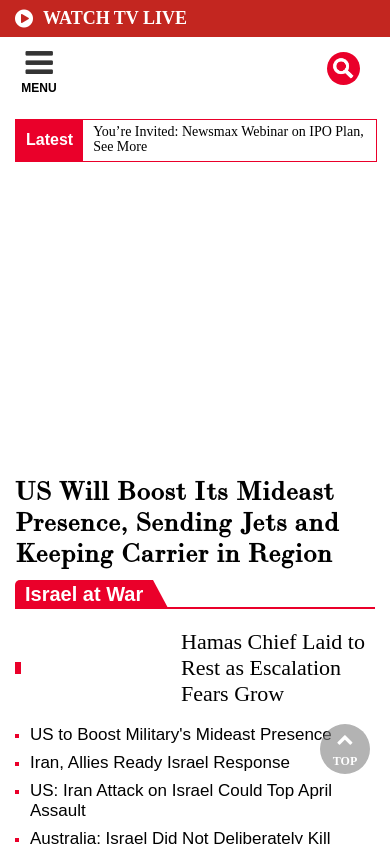 WATCH TV LIVE
MENU
Latest
You’re Invited: Newsmax Webinar on IPO Plan,
See More
US Will Boost Its Mideast
Presence, Sending Jets and
Keeping Carrier in Region
Israel at War
Hamas Chief Laid to
Rest as Escalation
Fears Grow
US to Boost Military's Mideast Presence
Iran, Allies Ready Israel Response
TOP
US: Iran Attack on Israel Could Top April
Assault
Australia: Israel Did Not Deliberately Kill